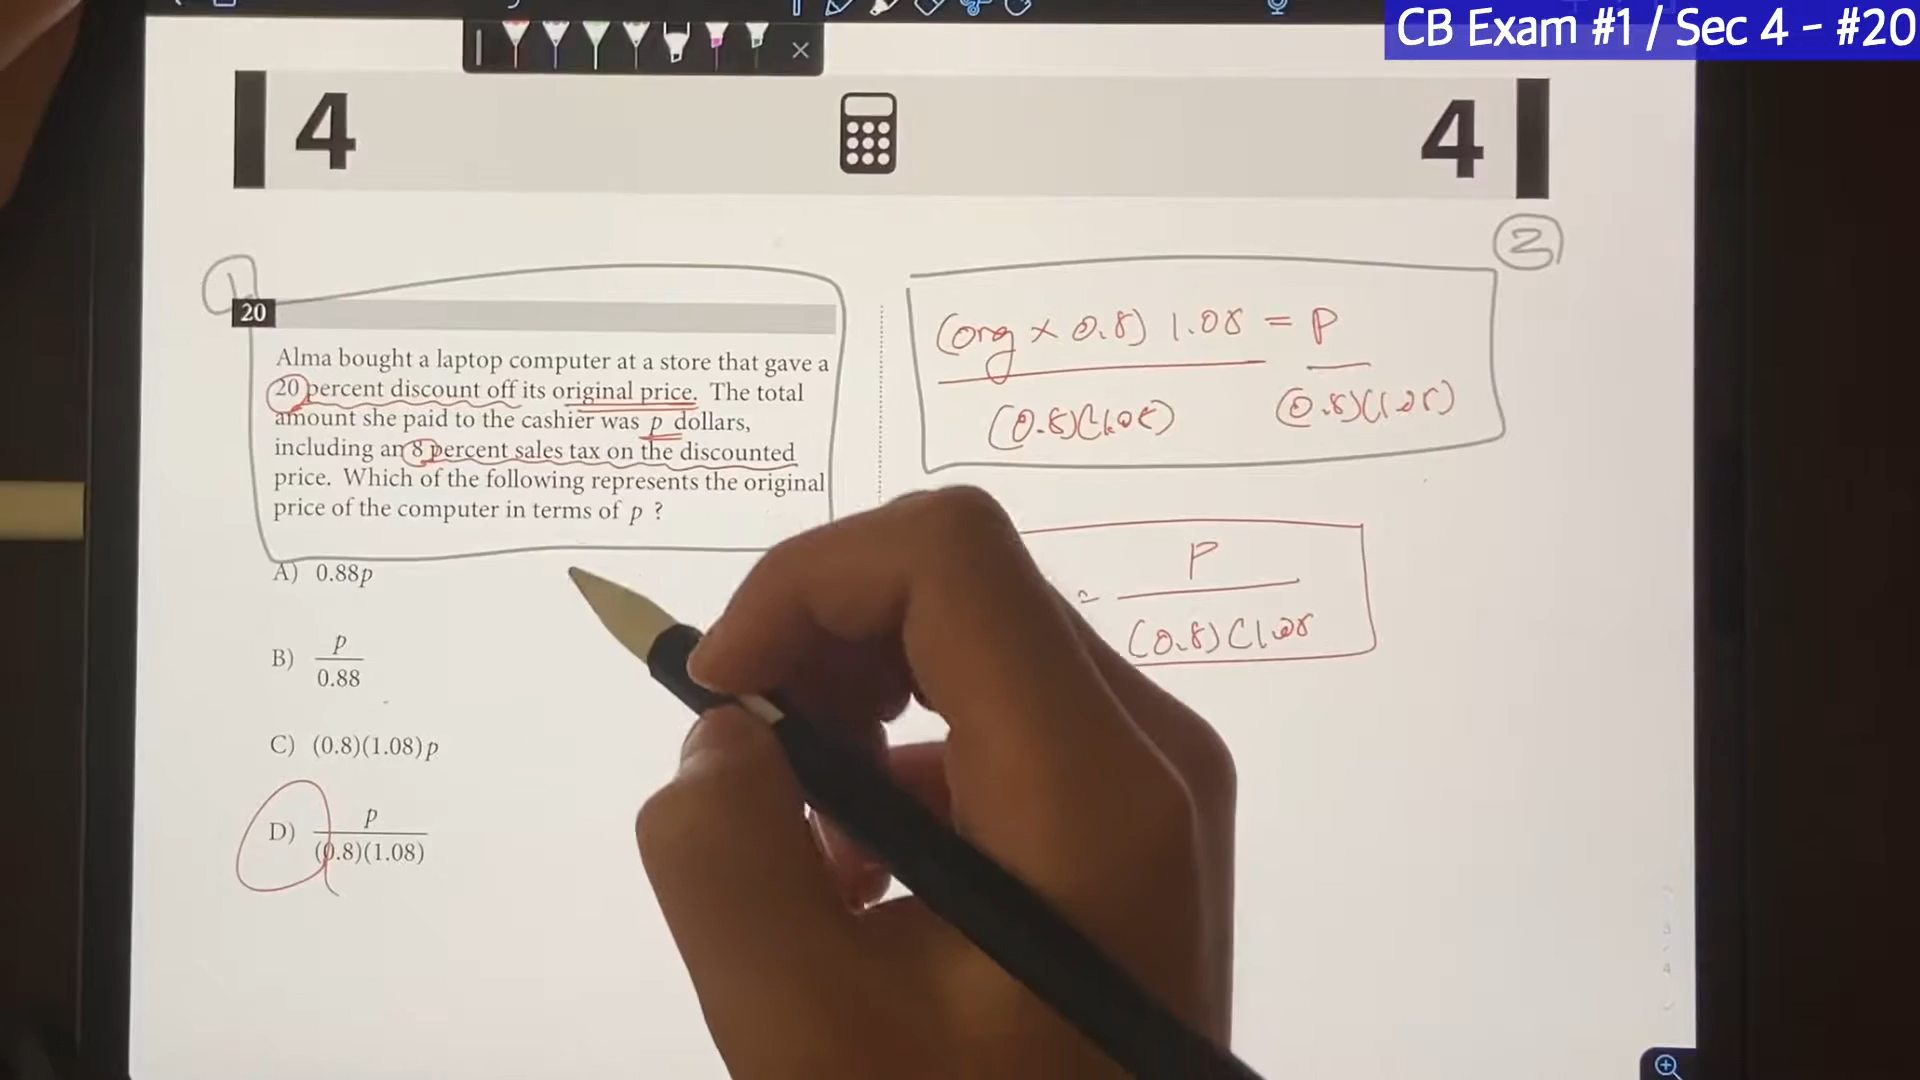 CB Exam #1 / Sec 4 - #20
4
4
1
2
20
Alma bought a laptop computer at a store that gave a
20 percent discount off its original price. The total
amount she paid to the cashier was p dollars,
including an 8 percent sales tax on the discounted
price. Which of the following represents the original
price of the computer in terms of p ?
A) 0.88p
B) p
0.88
C) (0.8)(1.08)p
D) p
(0.8)(1.08)
(org × 0.8) 1.08 = P
(0.8)(1.08) (0.8)(1.08)
= P
(0.8)(1.08